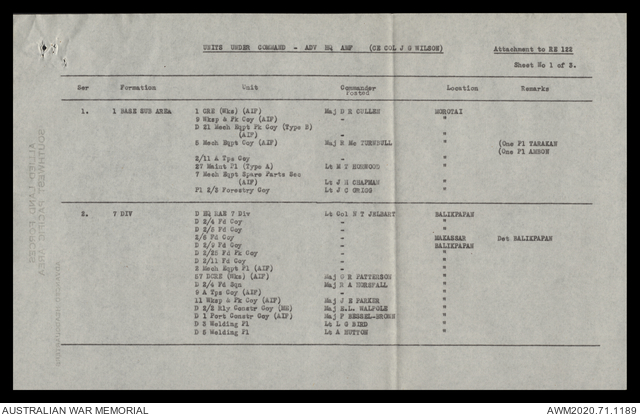 UNITS UNDER COMMAND - ADV HQ AMF (CE COL J N WILSON) Attachment to RE 122
Sheet No 1 of 3.
Ser Formation Unit Commander Posted Location Remarks
1. 1 BASE SUB AREA 1 CRE (Wks) (AIF) Maj D R CULLEN MOROTAI
9 Wksp & Pk Coy (AIF) - "
D 21 Mech Eqpt Pk Coy (Type B) (AIF) - "
5 Mech Eqpt Coy (AIF) Maj R Mc TURNBULL " (One Pl TARAKAN
(One Pl AMBON
2/11 A Tps Coy - "
27 Maint Pl (Type A) Lt M T HORWOOD "
7 Mech Eqpt Spare Parts Sec (AIF) Lt J H CHAPMAN "
Pl 2/2 Forestry Coy Lt J C GRIGG "
2. 7 DIV D HQ RAE 7 Div Lt Col N T JELBART BALIKPAPAN
D 2/4 Fd Coy - "
D 2/5 Fd Coy - "
2/6 Fd Coy - MAKASSAR Det BALIKPAPAN
D 2/9 Fd Coy - BALIKPAPAN
D 2/25 Fd Pk Coy - "
D 2/11 Fd Coy - "
2 Mech Eqpt Pl (AIF) - "
57 DCRE (Wks) (AIF) Maj PATTERSON "
D 2/4 Fd Sqn Maj N A HORSFALL "
9 A Tps Coy (AIF) - "
11 Wksp & Pk Coy (AIF) Maj J E PARKER "
D 2/2 Rly Constr Coy (ME) Maj E.L. WALPOLE "
D 1 Port Constr Coy (AIF) Maj F BESSEL-BROWN "
D 2 Welding Pl Lt L G BIRD "
D 5 Welding Pl Lt A HUTTON "
AUSTRALIAN WAR MEMORIAL AWM2020.71.1189